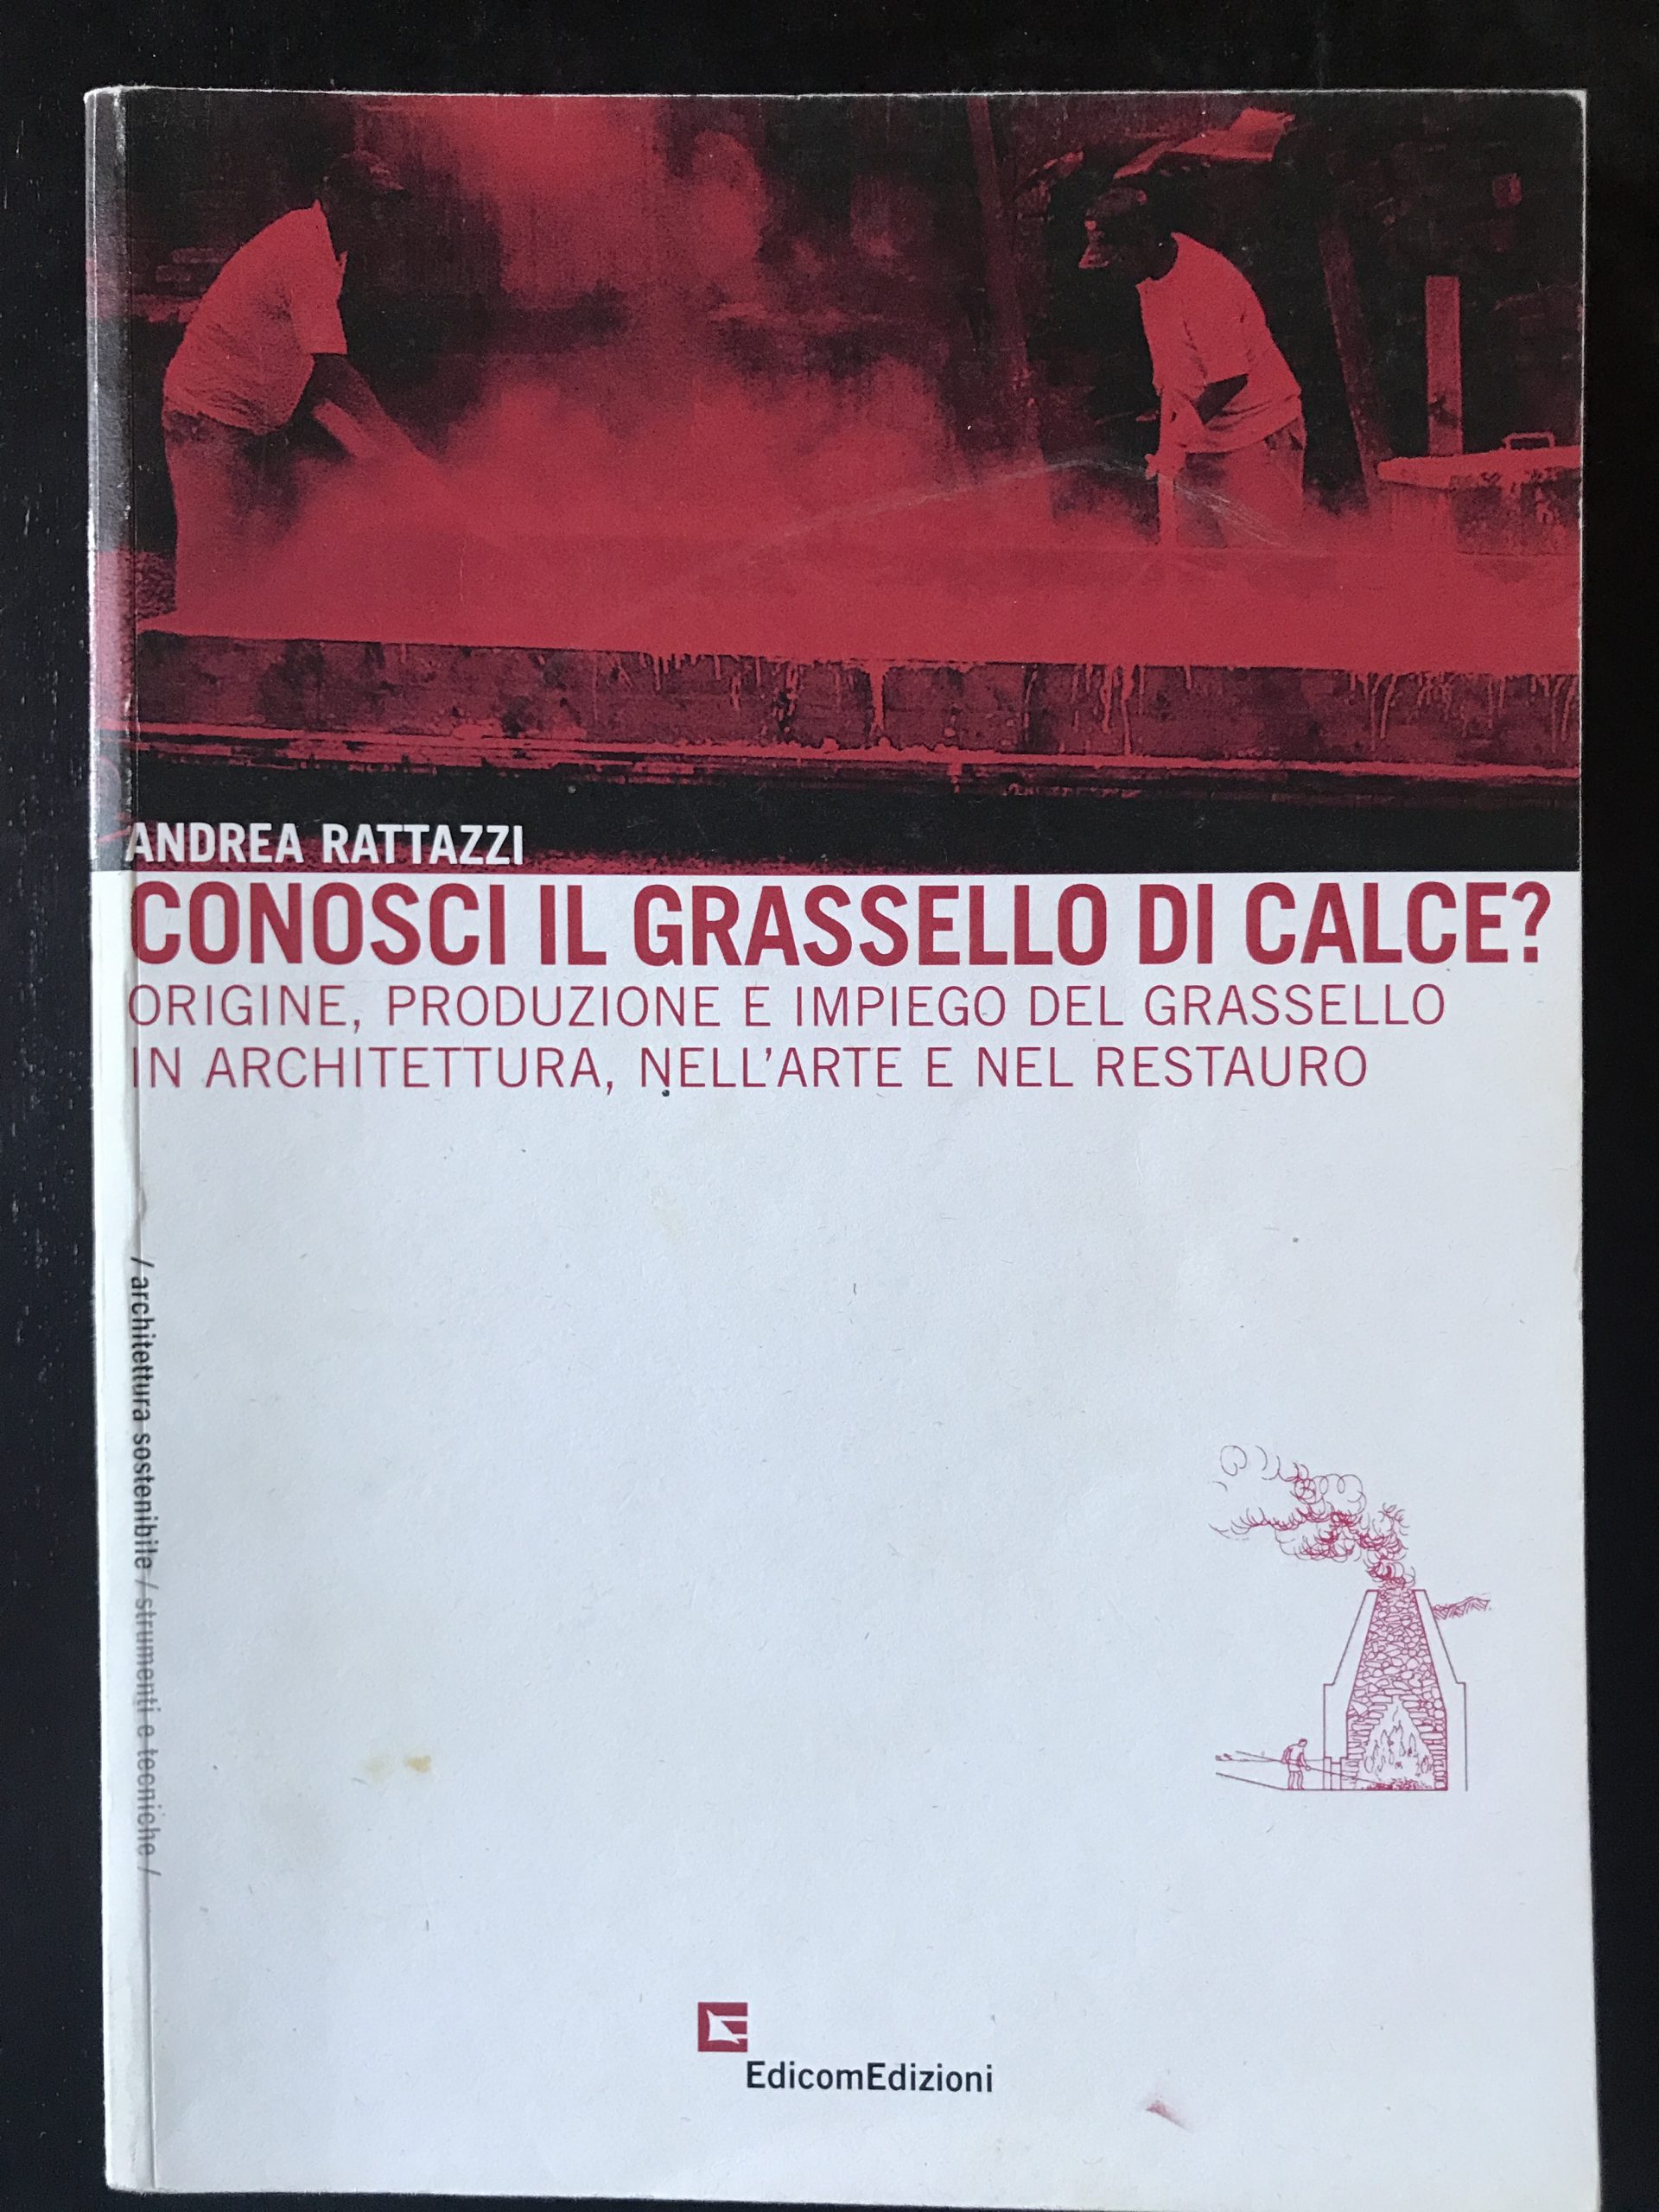 ANDREA RATTAZZI
CONOSCI IL GRASSELLO DI CALCE?
ORIGINE, PRODUZIONE E IMPIEGO DEL GRASSELLO
IN ARCHITETTURA, NELL'ARTE E NEL RESTAURO
/ architettura sostenibile / strumenti e tecniche /
EdicomEdizioni